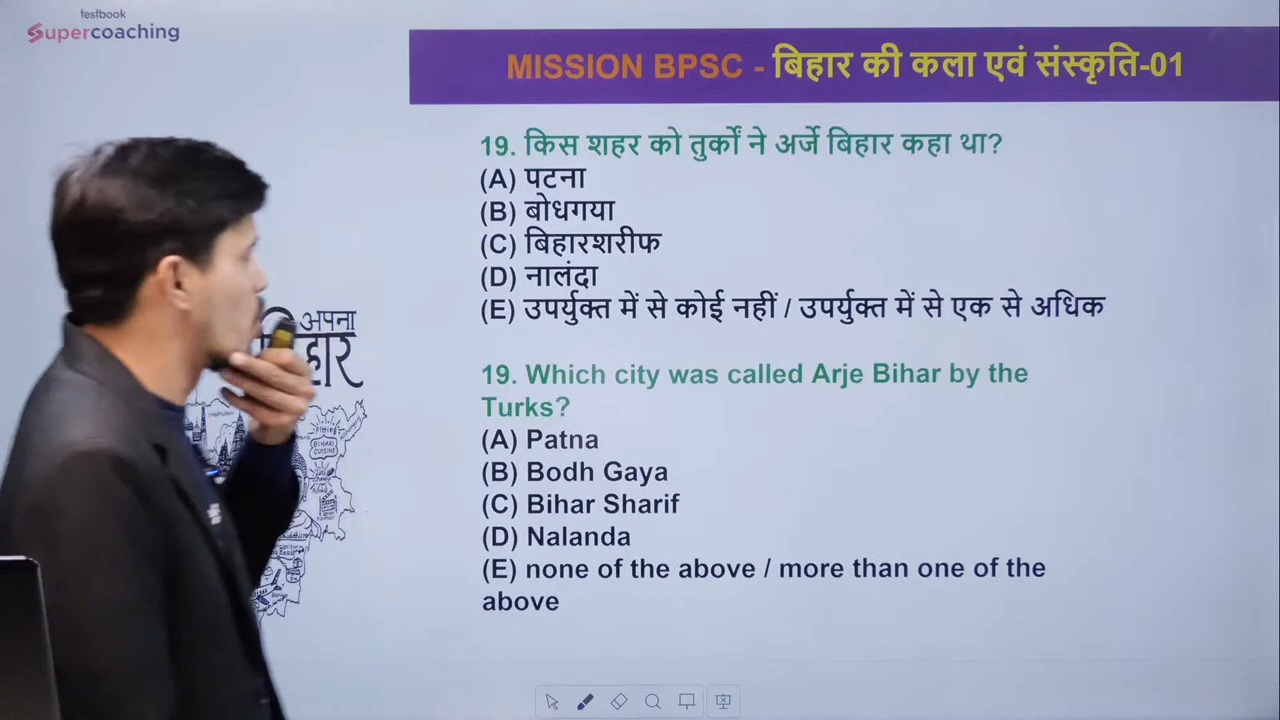 testbook
Supercoaching
MISSION BPSC - बिहार की कला एवं संस्कृति-01
19. किस शहर को तुर्कों ने अर्जे बिहार कहा था?
(A) पटना
(B) बोधगया
(C) बिहारशरीफ
(D) नालंदा
(E) उपर्युक्त में से कोई नहीं / उपर्युक्त में से एक से अधिक
अपना
19. Which city was called Arje Bihar by the
Turks?
(A) Patna
(B) Bodh Gaya
(C) Bihar Sharif
(D) Nalanda
(E) none of the above / more than one of the
above
BIHARI
CUISINE